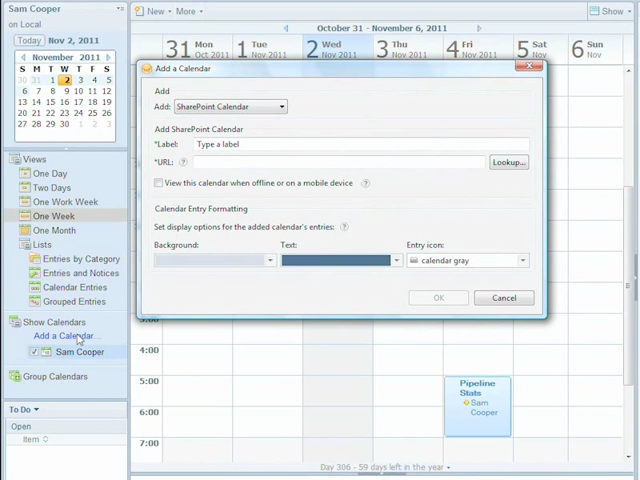 Sam Cooper
on Local
Today Nov 2, 2011
November 2011
S M T W T F S
30 31 1 2 3 4 5
6 7 8 9 10 11 12
13 14 15 16 17 18 19
20 21 22 23 24 25 26
27 28 29 30 1 2 3
Views
One Day
Two Days
One Work Week
One Week
One Month
Lists
Entries by Category
Entries and Notices
Calendar Entries
Grouped Entries
Show Calendars
Add a Calendar...
Sam Cooper
Group Calendars
To Do
Open
Item
New More
Show
October 31 - November 6, 2011
31 Mon Oct 2011
1 Tue Nov 2011
2 Wed Nov 2011
3 Thu Nov 2011
4 Fri Nov 2011
5 Sat Nov 2011
6 Sun Nov
Add a Calendar
Add
Add: SharePoint Calendar
Add SharePoint Calendar
*Label: Type a label
*URL: ? Lookup...
View this calendar when offline or on a mobile device ?
Calendar Entry Formatting
Set display options for the added calendar's entries: ?
Background: Text: Entry icon:
calendar gray
OK Cancel
4:00
5:00
6:00
7:00
Pipeline
Stats
Sam
Cooper
Day 306 - 59 days left in the year